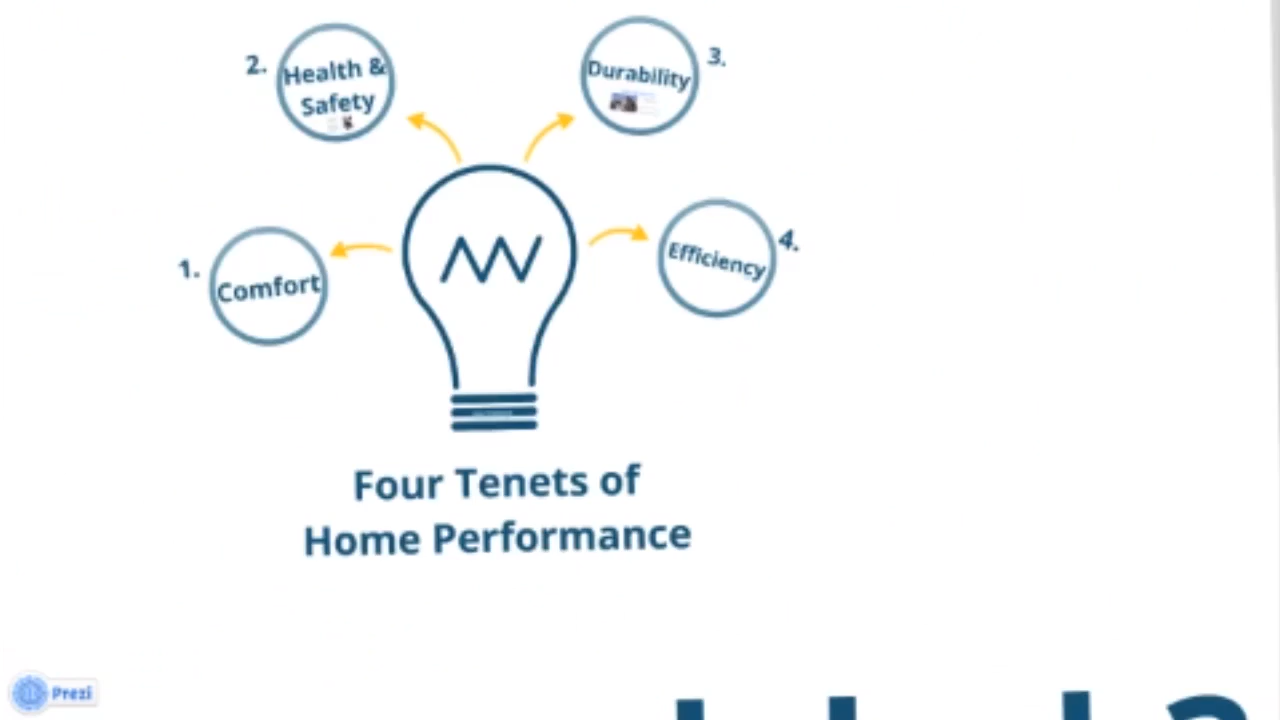 2.
Health &
Safety
3.
Durability
1.
Comfort
4.
Efficiency
Four Tenets of
Home Performance
Prezi